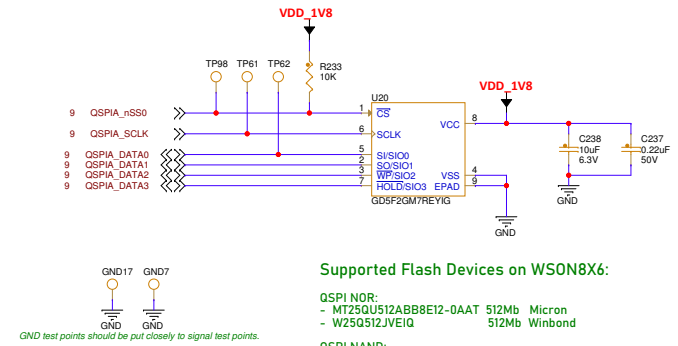 VDD_1V8
TP98 TP61 TP62
R233
10K
VDD_1V8
U20
9 QSPIA_nSS0 1 CS
VCC 8
9 QSPIA_SCLK 6 SCLK
C238
10uF
6.3V
C237
0.22uF
50V
9 QSPIA_DATA0 5 SI/SIO0
9 QSPIA_DATA1 2 SO/SIO1
9 QSPIA_DATA2 3 WP/SIO2
9 QSPIA_DATA3 7 HOLD/SIO3
VSS 4
EPAD 9
GD5F2GM7REYIG
GND
GND
GND17 GND7
GND GND
GND test points should be put closely to signal test points.
Supported Flash Devices on WSON8X6:
QSPI NOR:
- MT25QU512ABB8E12-0AAT 512Mb Micron
- W25Q512JVEIQ 512Mb Winbond
QSPI NAND: